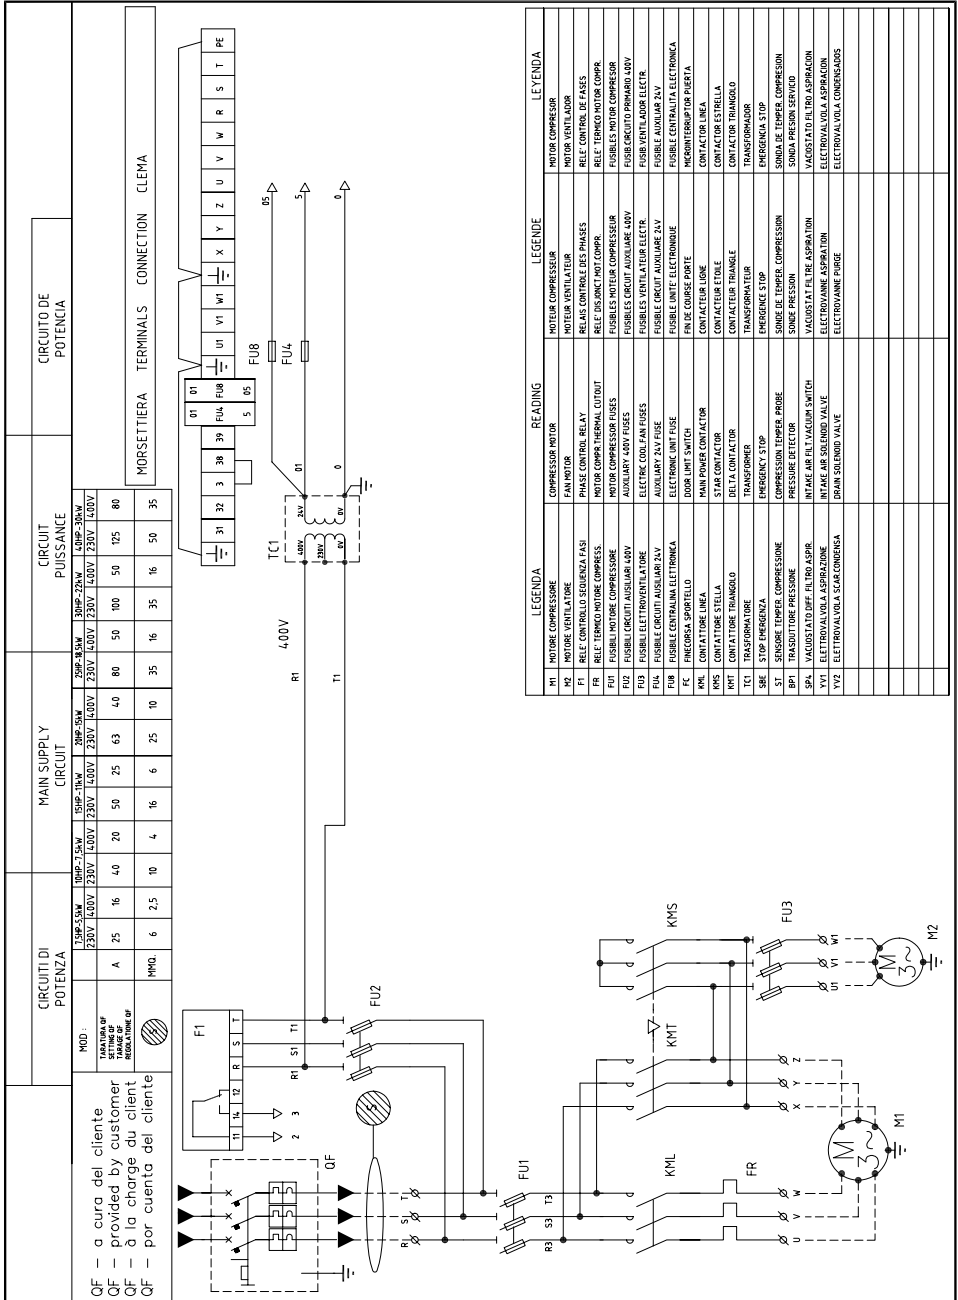 CIRCUITI DI
POTENZA
MAIN SUPPLY
CIRCUIT
CIRCUIT
PUISSANCE
CIRCUITO DE
POTENCIA
QF – a cura del cliente
QF – provided by customer
QF – à la charge du client
QF – por cuenta del cliente
MOD : 7,5HP-5,5kW 10HP-7,5kW 15HP-11kW 20HP-15kW 25HP-18,5kW 30HP-22kW 40HP-30kW
230V 400V 230V 400V 230V 400V 230V 400V 230V 400V 230V 400V 230V 400V
TARATURA QF
SETTING QF
TARAGE QF
REGOLATIONE QF
A 25 16 40 20 50 25 63 40 80 50 100 50 125 80
S MMQ. 6 2,5 10 4 16 6 25 10 35 16 35 16 50 35
MORSETTIERA TERMINALS CONNECTION CLEMA
31 32 3 38 39 FU4 FU8 U1 V1 W1 X Y Z U V W R S T PE
01 01
5 05
F1
11 14 12 R S T
2 3
R1 S1 T1
FU2
QF
R S T
S
FU1
R3 S3 T3
KML
KMT
KMS
FR
FU3
U V W
X Y Z
U1 V1 W1
M
3~
M1
M
3~
M2
400V
R1
T1
TC1
400V
230V
0V
24V
0V
01
0
FU8
FU4
05
5
0
LEGENDA READING LEGENDE LEYENDA
M1 MOTORE COMPRESSORE COMPRESSOR MOTOR MOTEUR COMPRESSEUR MOTOR COMPRESOR
M2 MOTORE VENTILATORE FAN MOTOR MOTEUR VENTILATEUR MOTOR VENTILADOR
F1 RELE' CONTROLLO SEQUENZA FASI PHASE CONTROL RELAY RELAIS CONTROLE DES PHASES RELE' CONTROL DE FASES
FR RELE' TERMICO MOTORE COMPRESS. MOTOR COMPR.THERMAL CUTOUT RELE' DISJONCT.MOT.COMPR. RELE' TERMICO MOTOR COMPR.
FU1 FUSIBILI MOTORE COMPRESSORE MOTOR COMPRESSOR FUSES FUSIBLES MOTEUR COMPRESSEUR FUSIBLES MOTOR COMPRESOR
FU2 FUSIBILI CIRCUITI AUSILIARI 400V AUXILIARY 400V FUSES FUSIBLES CIRCUIT AUXILIARE 400V FUSIB.CIRCUITO PRIMARIO 400V
FU3 FUSIBILI ELETTROVENTILATORE ELECTRIC COOL.FAN FUSES FUSIBLES VENTILATEUR ELECTR. FUSIB.VENTILADOR ELECTR.
FU4 FUSIBILE CIRCUITI AUSILIARI 24V AUXILIARY 24V FUSE FUSIBLE CIRCUIT AUXILIARE 24V FUSIBLE AUXILIAR 24V
FU8 FUSIBILE CENTRALINA ELETTRONICA ELECTRONIC UNIT FUSE FUSIBLE UNITE' ELECTRONIQUE FUSIBLE CENTRALITA ELECTRONICA
FC FINECORSA SPORTELLO DOOR LIMIT SWITCH FIN DE COURSE PORTE MICROINTERRUPTOR PUERTA
KML CONTATTORE LINEA MAIN POWER CONTACTOR CONTACTEUR LIGNE CONTACTOR LINEA
KMS CONTATTORE STELLA STAR CONTACTOR CONTACTEUR ETOILE CONTACTOR ESTRELLA
KMT CONTATTORE TRIANGOLO DELTA CONTACTOR CONTACTEUR TRIANGLE CONTACTOR TRIANGOLO
TC1 TRASFORMATORE TRANSFORMER TRANSFORMATEUR TRANSFORMADOR
SBE STOP EMERGENZA EMERGENCY STOP EMERGENCE STOP EMERGENCIA STOP
ST SENSORE TEMPER. COMPRESSIONE COMPRESSION TEMPER. PROBE SONDE DE TEMPER. COMPRESSION SONDA DE TEMPER. COMPRESION
BP1 TRASDUTTORE PRESSIONE PRESSURE DETECTOR SONDE PRESSION SONDA PRESION SERVICIO
SP4 VACUOSTATO DIFF. FILTRO ASPIR. INTAKE AIR FILT.VACUUM SWITCH VACUOSTAT FILTRE ASPIRATION VACIOSTATO FILTRO ASPIRACION
YV1 ELETTROVALVOLA ASPIRAZIONE INTAKE AIR SOLENOID VALVE ELECTROVANNE ASPIRATION ELECTROVALVOLA ASPIRACION
YV2 ELETTROVALVOLA SCAR.CONDENSA DRAIN SOLENOID VALVE ELECTROVANNE PURGE ELECTROVALVOLA CONDENSADOS